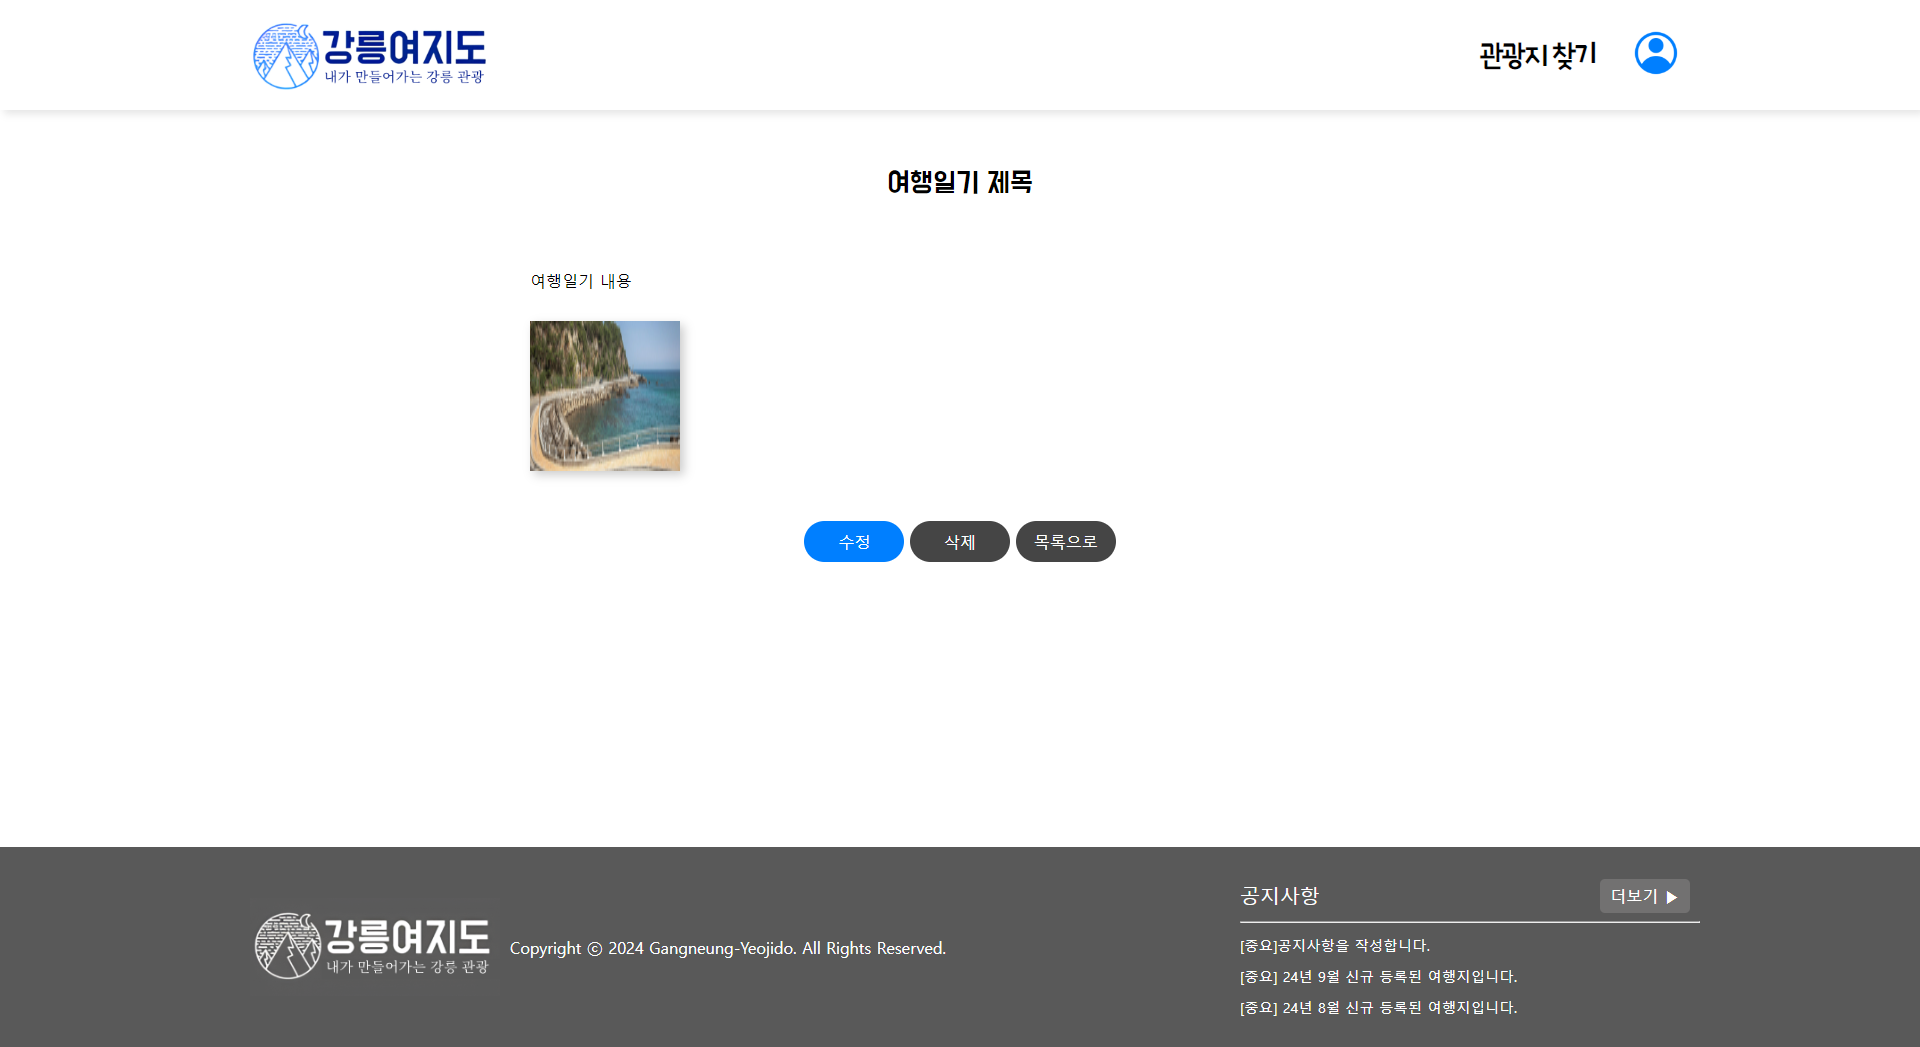 강릉여지도
내가 만들어가는 강릉 관광
관광지 찾기
여행일기 제목
여행일기 내용
수정
삭제
목록으로
강릉여지도
내가 만들어가는 강릉 관광
Copyright ⓒ 2024 Gangneung-Yeojido. All Rights Reserved.
공지사항
더보기 ▶
[중요]공지사항을 작성합니다.
[중요] 24년 9월 신규 등록된 여행지입니다.
[중요] 24년 8월 신규 등록된 여행지입니다.